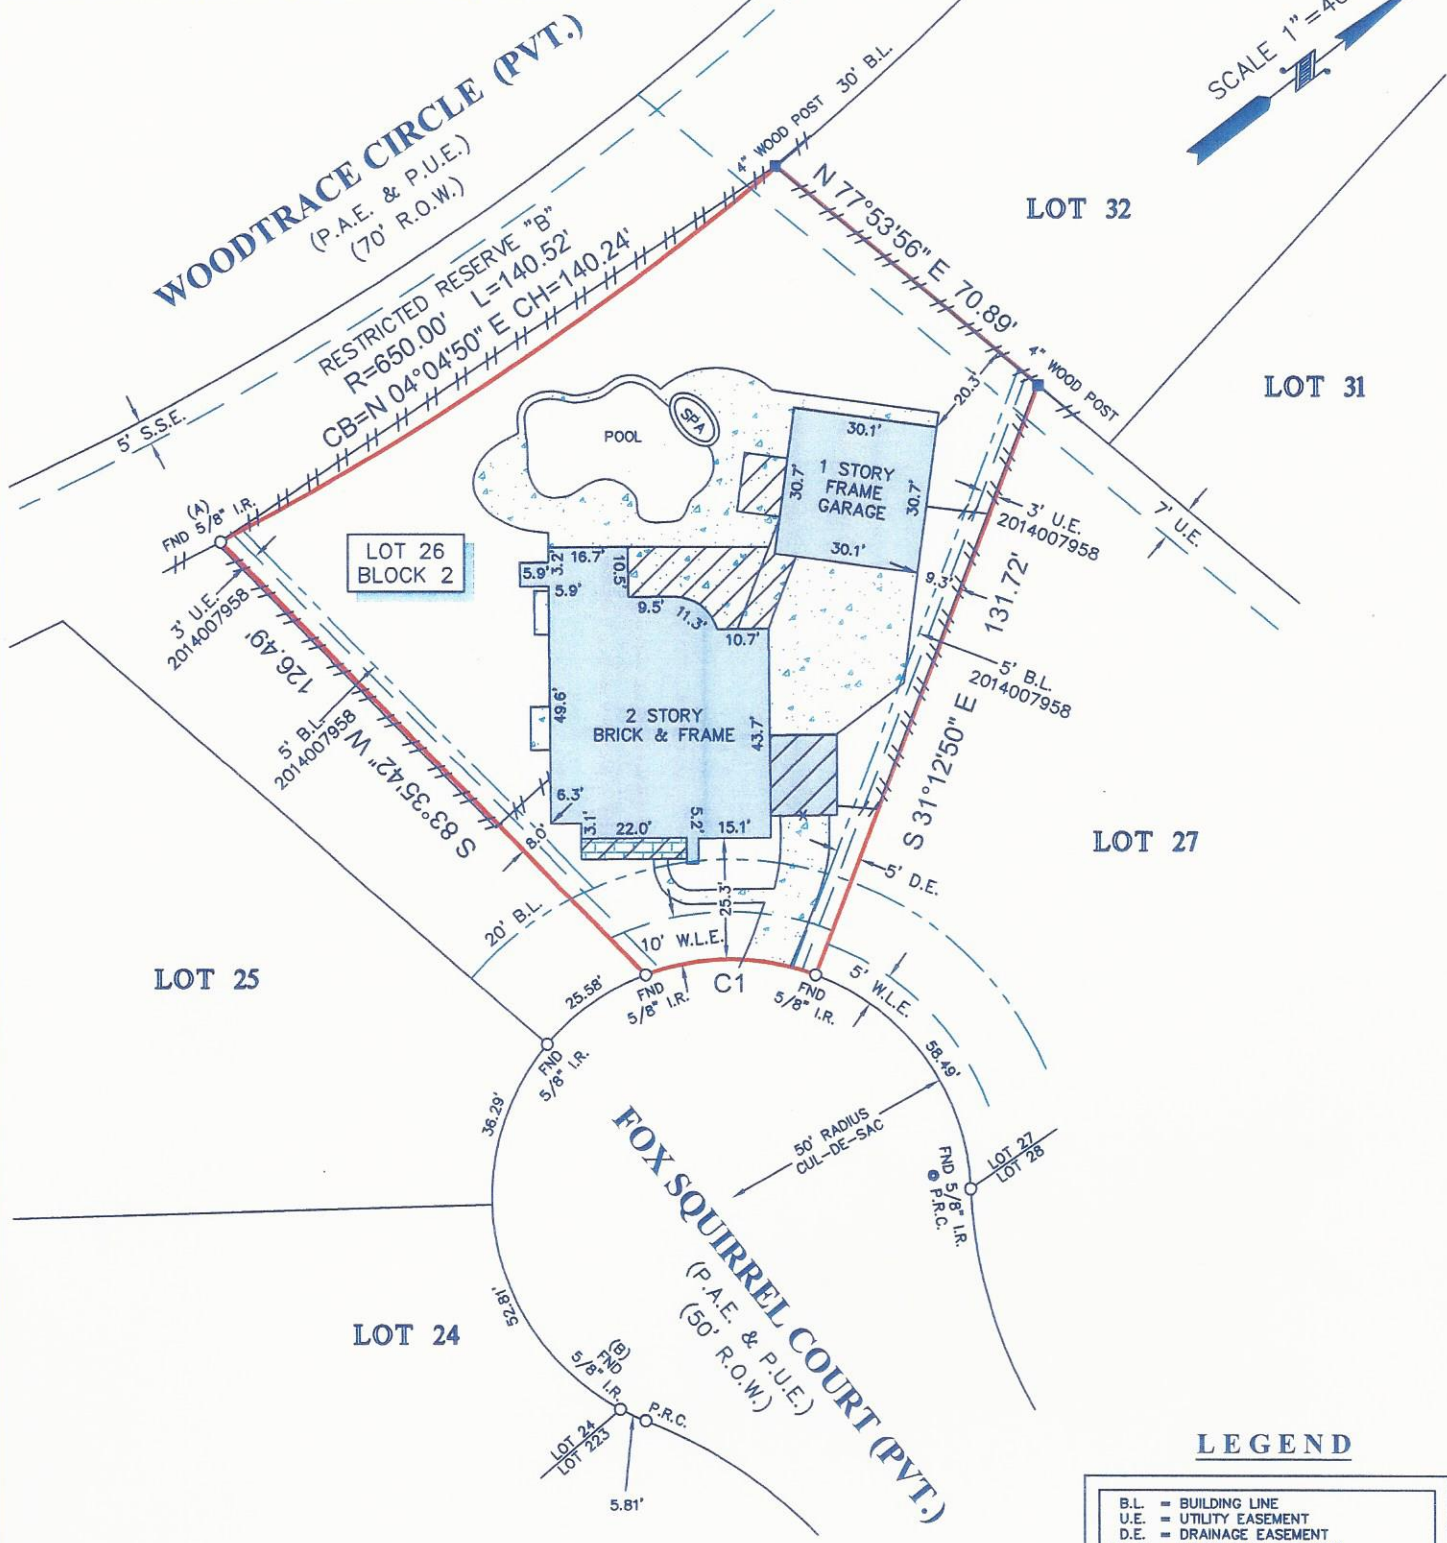 WOODTRACE CIRCLE (PVT.)
(P.A.E. & P.U.E.)
(70' R.O.W.)
4" WOOD POST
30' B.L.
SCALE 1"=40
N 77°53'56" E 70.89'
LOT 32
RESTRICTED RESERVE "B"
R=650.00' L=140.52'
CB=N 04°04'50" E CH=140.24'
5' S.S.E.
4" WOOD POST
LOT 31
20.3'
POOL
SPA
30.1'
1 STORY
FRAME
GARAGE
30.7'
30.7'
30.1'
3' U.E.
2014007958
7' U.E.
(A)
FND 5/8" I.R.
LOT 26
BLOCK 2
3.2'
16.7'
10.5'
5.9'
5.9'
9.5'
11.3'
10.7'
9.3'
S 31°12'50" E 131.72'
3' U.E.
2014007958
126.49'
5' B.L.
2014007958
5' B.L.
2014007958
S 83°35'42" W
49.6'
2 STORY
BRICK & FRAME
43.7'
6.3'
3.1'
22.0'
5.2'
15.1'
8.0'
LOT 27
5' D.E.
25.3'
20' B.L.
10' W.L.E.
LOT 25
25.58'
FND
5/8" I.R.
C1
FND
5/8" I.R.
5' W.L.E.
FND
5/8" I.R.
58.49'
36.29'
50' RADIUS
CUL-DE-SAC
FOX SQUIRREL COURT (PVT.)
(P.A.E. & P.U.E.)
(50' R.O.W.)
LOT 27
LOT 28
FND 5/8" I.R.
@ P.R.C.
52.81'
LOT 24
(B)
FND
5/8" I.R.
P.R.C.
LOT 24
LOT 223
5.81'
LEGEND
B.L. = BUILDING LINE
U.E. = UTILITY EASEMENT
D.E. = DRAINAGE EASEMENT